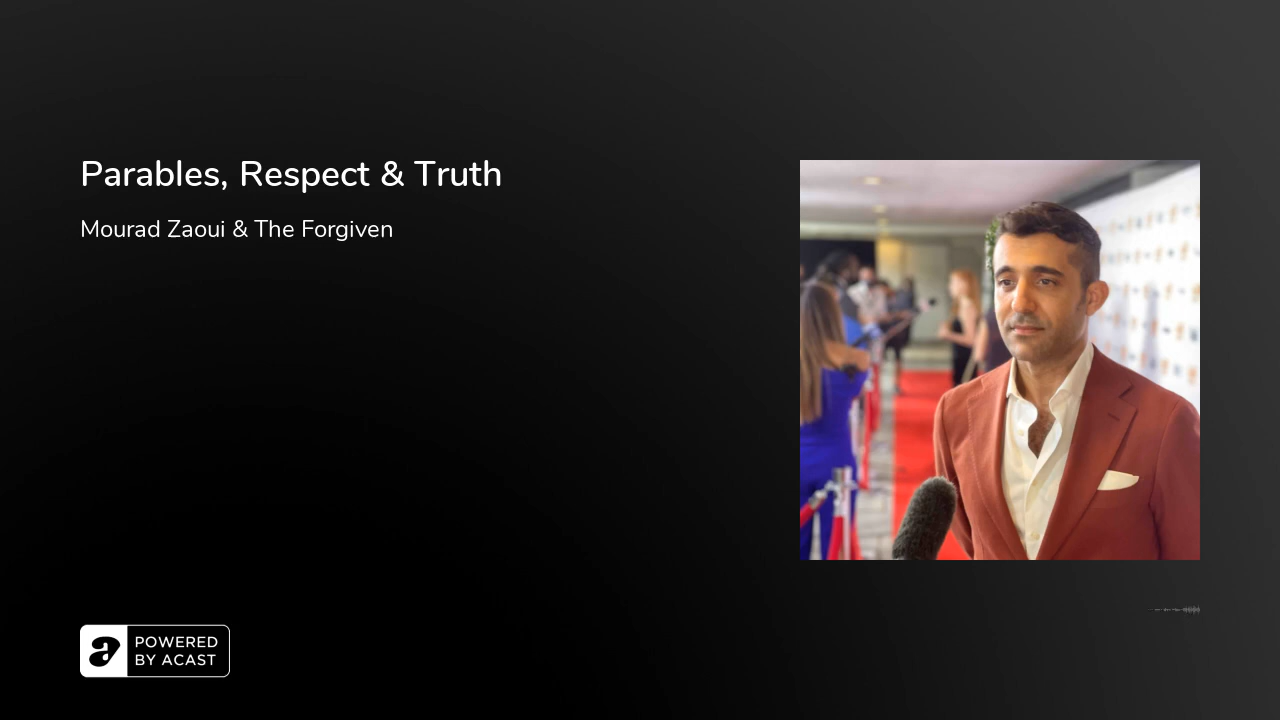 Parables, Respect & Truth
Mourad Zaoui & The Forgiven
POWERED
BY ACAST